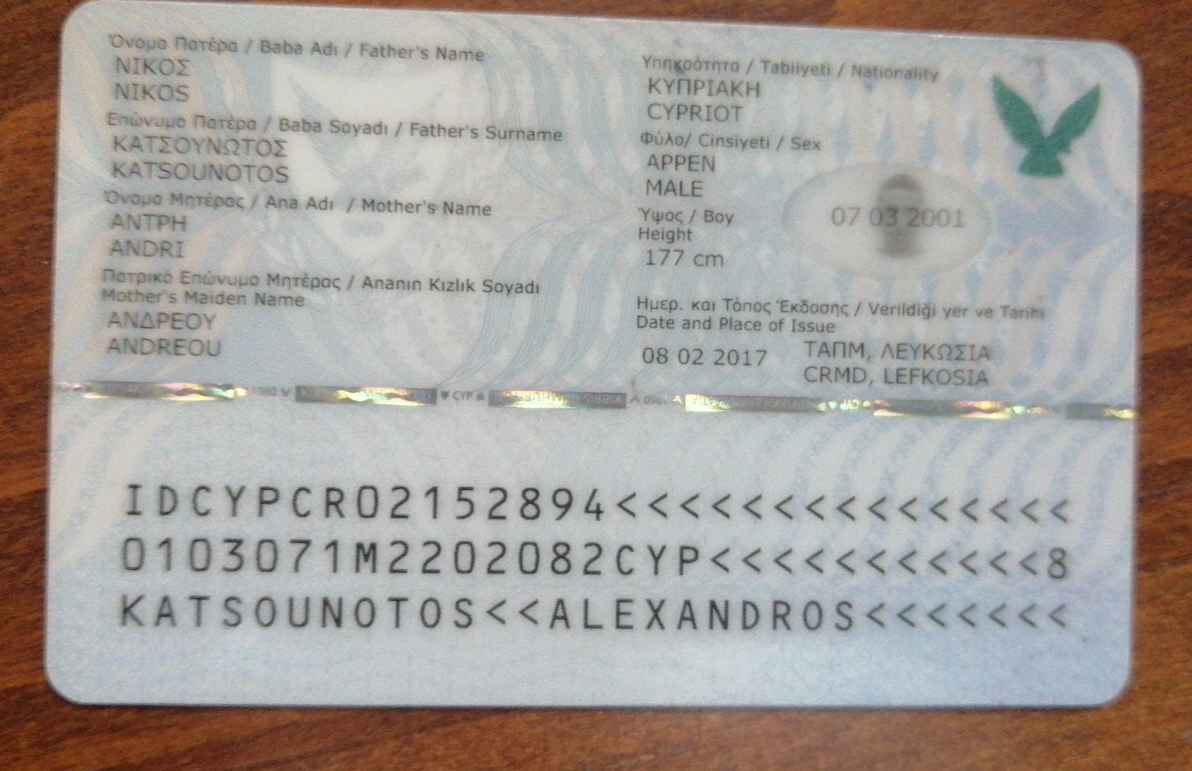 Όνομα Πατέρα / Baba Adı / Father's Name
ΝΙΚΟΣ
NIKOS
Επώνυμο Πατέρα / Baba Soyadı / Father's Surname
ΚΑΤΣΟΥΝΩΤΟΣ
KATSOUNOTOS
Όνομα Μητέρας / Ana Adı / Mother's Name
ΑΝΤΡΗ
ANDRI
Πατρικό Επώνυμο Μητέρας / Ananın Kızlık Soyadı
Mother's Maiden Name
ΑΝΔΡΕΟΥ
ANDREOU
Υπηκοότητα / Tabiiyeti / Nationality
ΚΥΠΡΙΑΚΗ
CYPRIOT
Φύλο/ Cinsiyeti / Sex
ΑΡΡΕΝ
MALE
Ύψος / Boy
Height
177 cm
07 03 2001
Ημερ. και Τόπος Έκδοσης / Verildiği yer ve Tarihi
Date and Place of Issue
08 02 2017 ΤΑΠΜ, ΛΕΥΚΩΣΙΑ
CRMD, LEFKOSIA
IDCYPCR02152894<<<<<<<<<<<<<<
0103071M2202082CYP<<<<<<<<<<<8
KATSOUNOTOS<<ALEXANDROS<<<<<<<